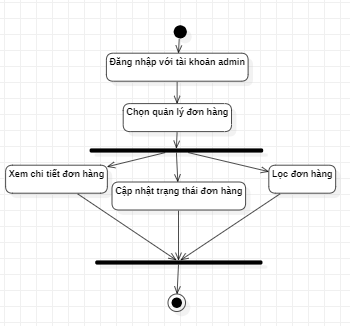 Đăng nhập với tài khoản admin
Chọn quản lý đơn hàng
Xem chi tiết đơn hàng
Cập nhật trạng thái đơn hàng
Lọc đơn hàng